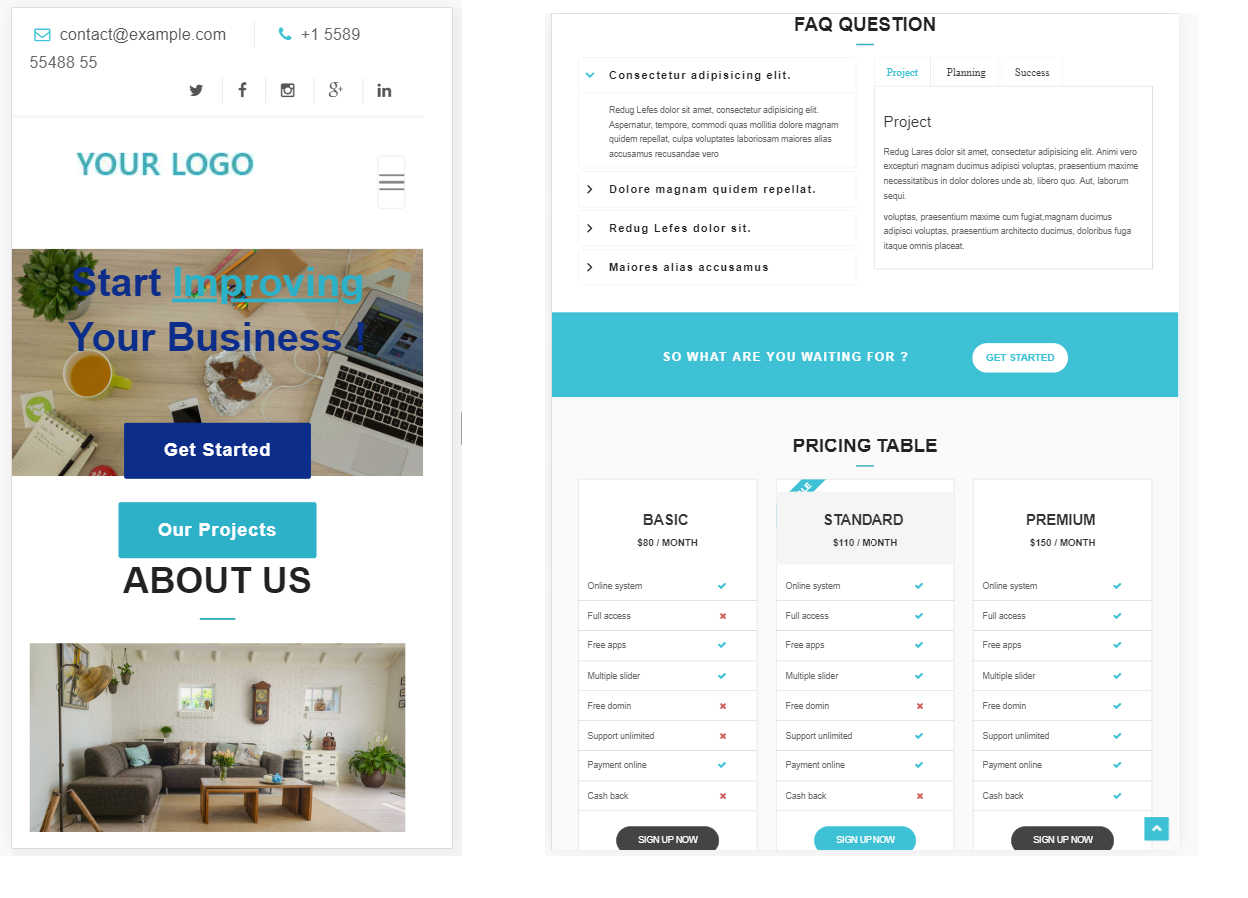 contact@example.com
+1 5589
55488 55
YOUR LOGO
Start Improving
Your Business !
Get Started
Our Projects
ABOUT US
FAQ QUESTION
Consectetur adipisicing elit.
Redug Lefes dolor sit amet, consectetur adipisicing elit.
Aspernatur, tempore, commodi quas mollitia dolore magnam
quidem repellat, culpa voluptates laboriosam maiores alias
accusamus recusandae vero
Dolore magnam quidem repellat.
Redug Lefes dolor sit.
Maiores alias accusamus
Project
Planning
Success
Project
Redug Lares dolor sit amet, consectetur adipisicing elit. Animi vero
excepturi magnam ducimus adipisci voluptas, praesentium maxime
necessitatibus in dolor dolores unde ab, libero quo. Aut, laborum
sequi.
voluptas, praesentium maxime cum fugiat,magnam ducimus
adipisci voluptas, praesentium architecto ducimus, doloribus fuga
itaque omnis placeat.
SO WHAT ARE YOU WAITING FOR ?
GET STARTED
PRICING TABLE
BASIC
$80 / MONTH
Online system
Full access
Free apps
Multiple slider
Free domin
Support unlimited
Payment online
Cash back
SIGN UP NOW
STANDARD
$110 / MONTH
Online system
Full access
Free apps
Multiple slider
Free domin
Support unlimited
Payment online
Cash back
SIGN UP NOW
PREMIUM
$150 / MONTH
Online system
Full access
Free apps
Multiple slider
Free domin
Support unlimited
Payment online
Cash back
SIGN UP NOW